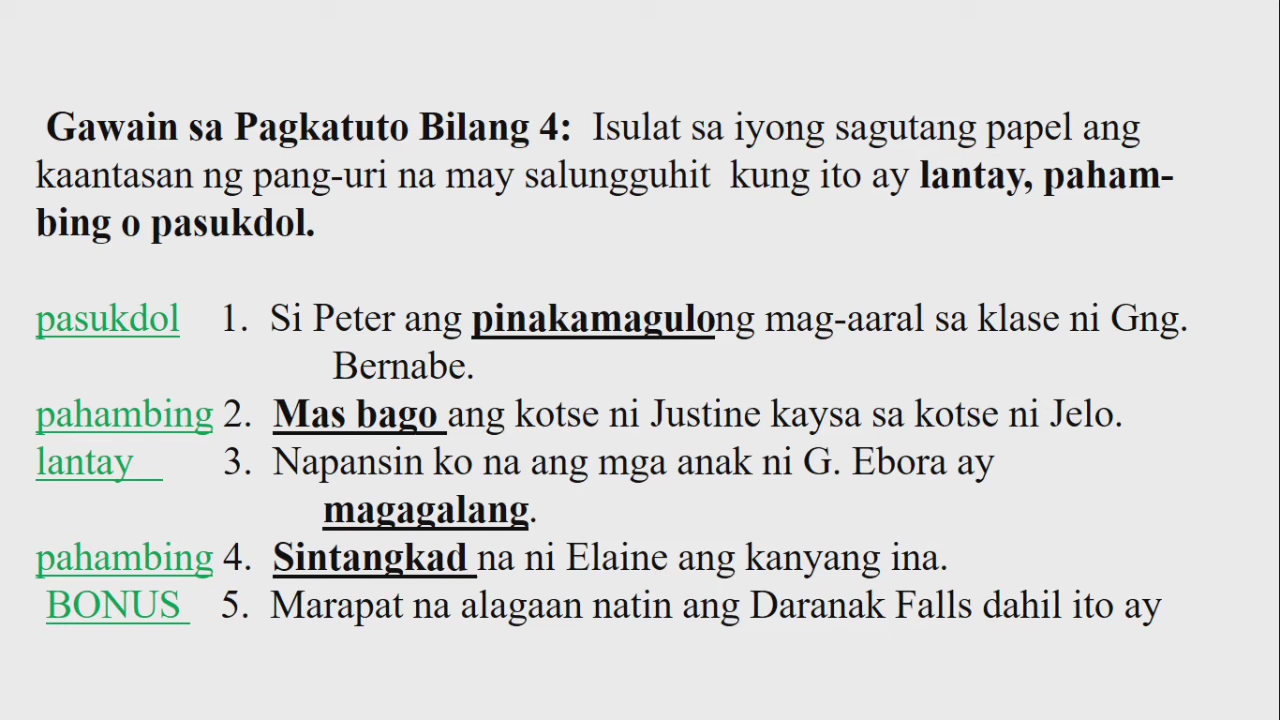 Gawain sa Pagkatuto Bilang 4: Isulat sa iyong sagutang papel ang
kaantasan ng pang-uri na may salungguhit kung ito ay lantay, paham-
bing o pasukdol.
pasukdol 1. Si Peter ang pinakamagulong mag-aaral sa klase ni Gng.
Bernabe.
pahambing 2. Mas bago ang kotse ni Justine kaysa sa kotse ni Jelo.
lantay 3. Napansin ko na ang mga anak ni G. Ebora ay
magagalang.
pahambing 4. Sintangkad na ni Elaine ang kanyang ina.
BONUS 5. Marapat na alagaan natin ang Daranak Falls dahil ito ay